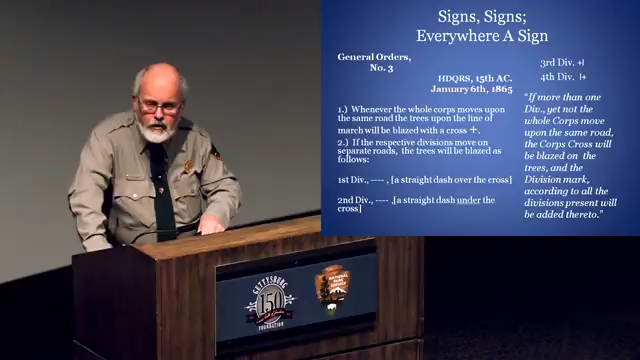 Signs, Signs;
Everywhere A Sign
General Orders,
No. 3
HDQRS, 15th AC.
January 6th, 1865
1.) Whenever the whole corps moves upon
the same road the trees upon the line of
march will be blazed with a cross +.
2.) If the respective divisions move on
separate roads, the trees will be blazed as
follows:
1st Div., ---- , [a straight dash over the cross]
2nd Div., ---- ,[a straight dash under the
cross]
3rd Div. +l
4th Div. l+
"If more than one
Div., yet not the
whole Corps move
upon the same road,
the Corps Cross will
be blazed on the
trees, and the
Division mark,
according to all the
divisions present will
be added thereto."
GETTYSBURG
150
FOUNDATION
NATIONAL
PARK
SERVICE